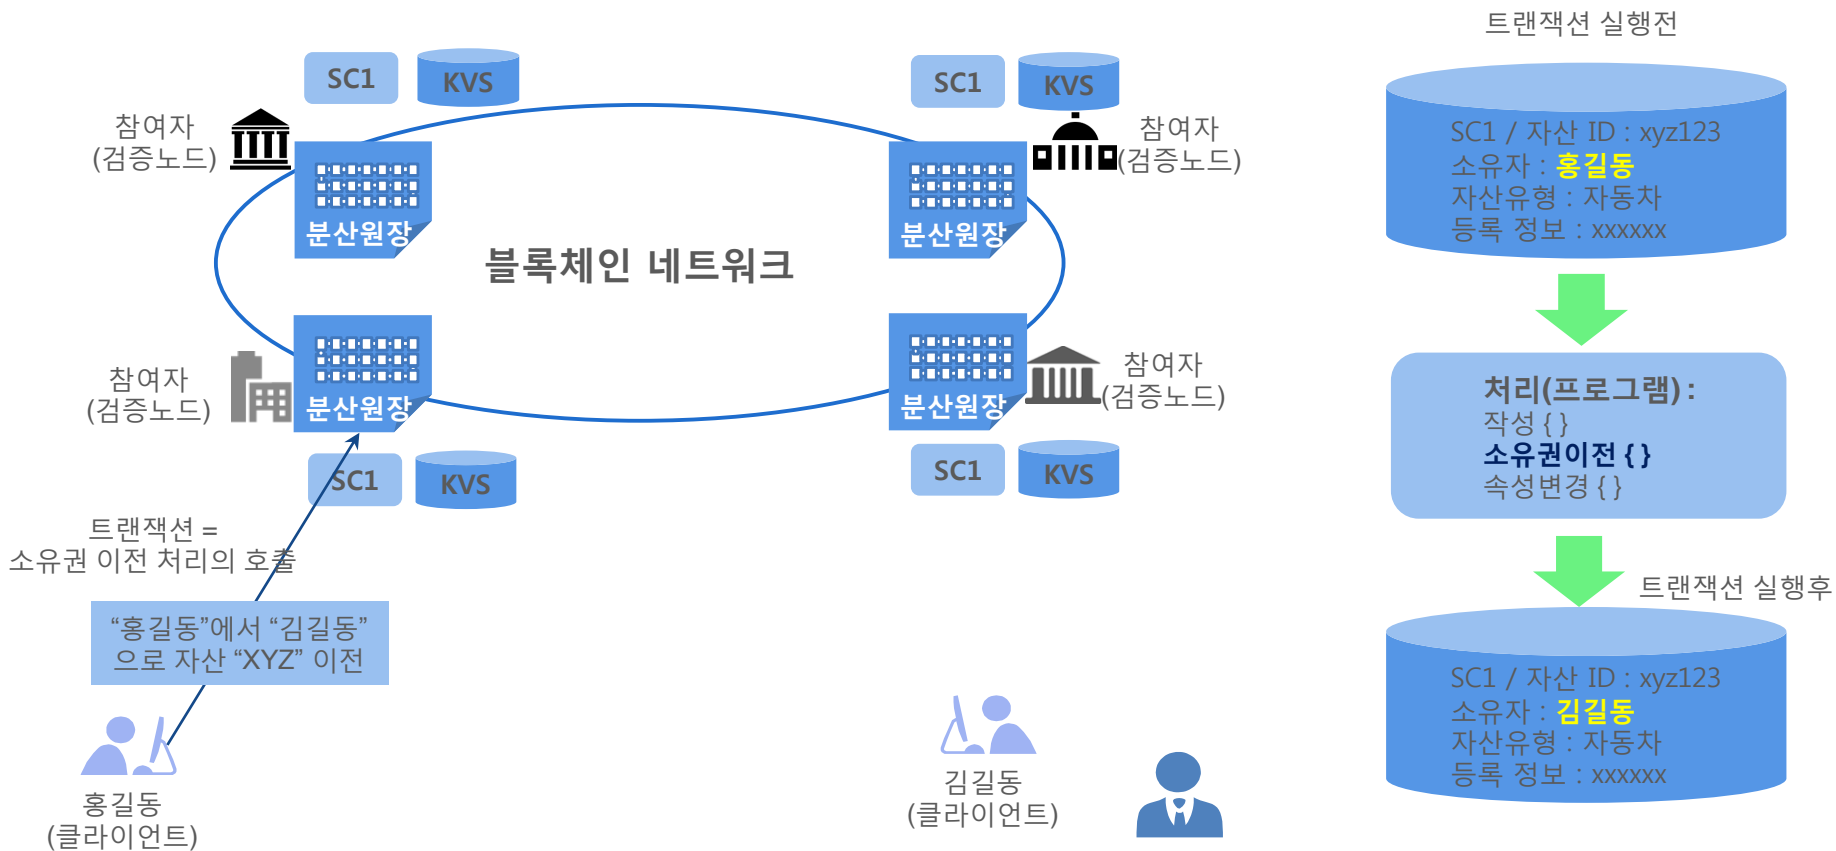 트랜잭션 실행전
SC1
KVS
SC1
KVS
참여자
(검증노드)
참여자
(검증노드)
분산원장
분산원장
블록체인 네트워크
SC1 / 자산 ID : xyz123
소유자 : 홍길동
자산유형 : 자동차
등록 정보 : xxxxxx
참여자
(검증노드)
참여자
(검증노드)
분산원장
분산원장
SC1
KVS
SC1
KVS
처리(프로그램) :
작성 { }
소유권이전 { }
속성변경 { }
트랜잭션 =
소유권 이전 처리의 호출
“홍길동”에서 “김길동”
으로 자산 “XYZ” 이전
트랜잭션 실행후
SC1 / 자산 ID : xyz123
소유자 : 김길동
자산유형 : 자동차
등록 정보 : xxxxxx
홍길동
(클라이언트)
김길동
(클라이언트)